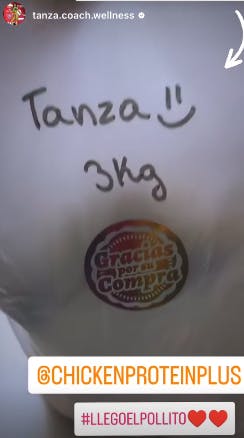 tanza.coach.wellness
Tanza
3Kg
Gracias
por su
Compra
@CHICKENPROTEINPLUS
#LLEGOELPOLLITO